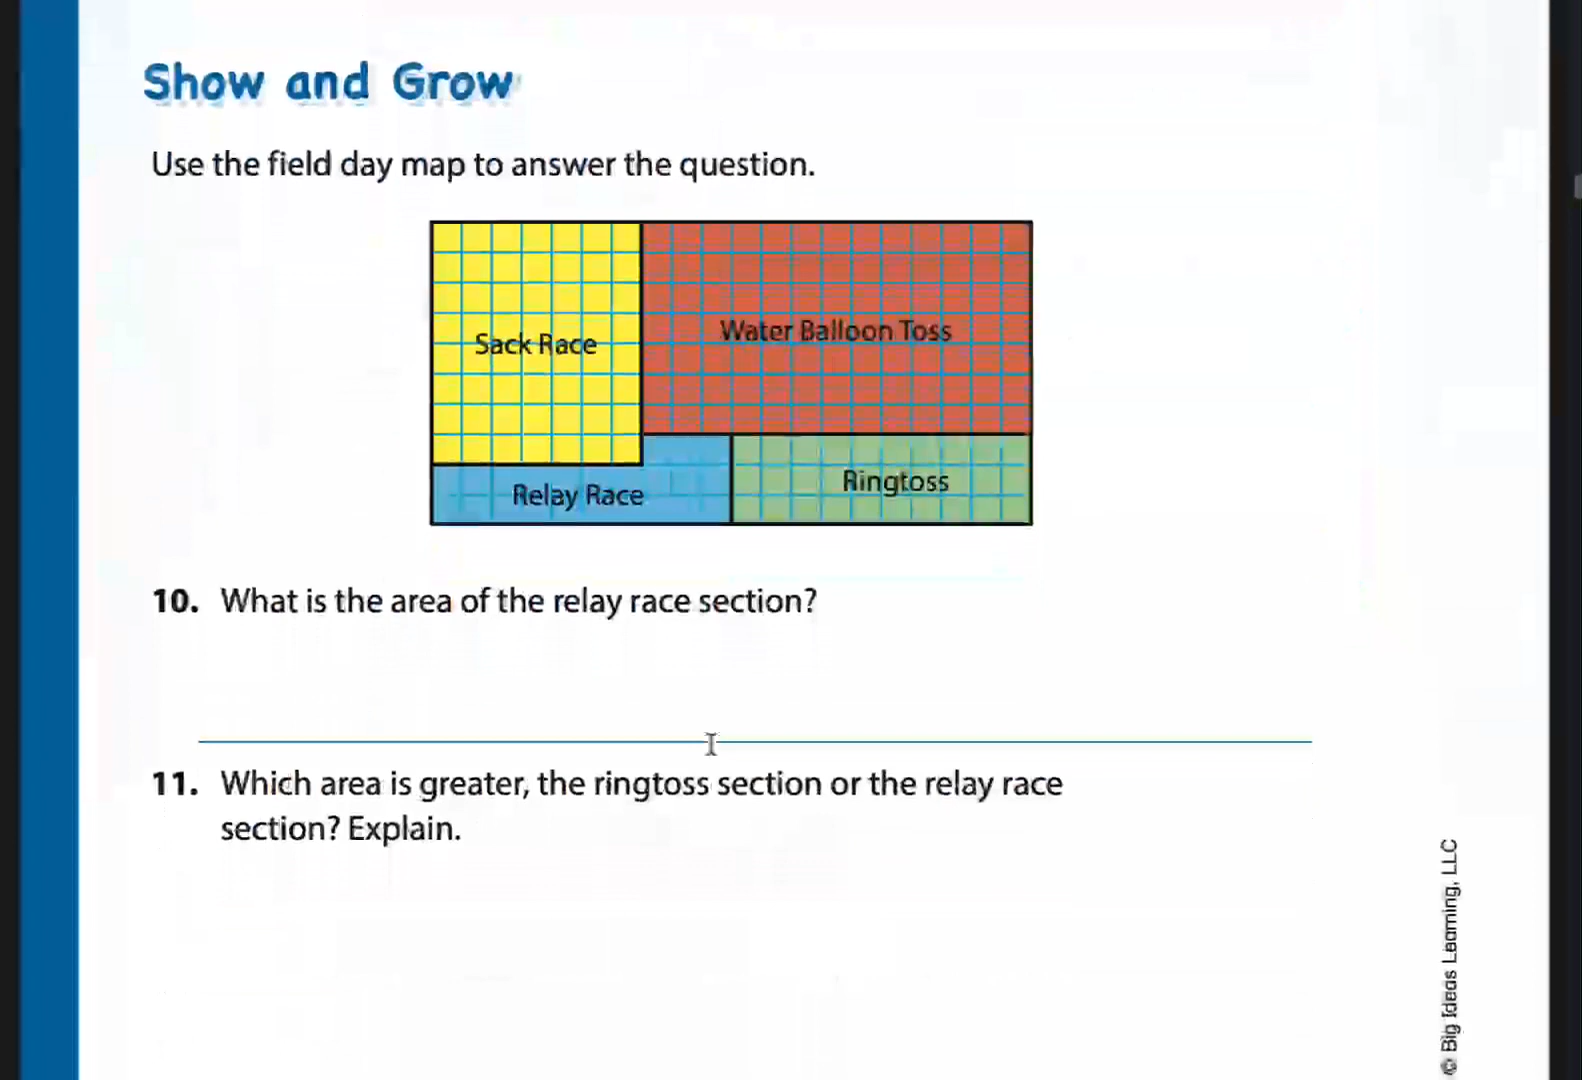 Show and Grow
Use the field day map to answer the question.
Sack Race
Water Balloon Toss
Relay Race
Ringtoss
10. What is the area of the relay race section?
11. Which area is greater, the ringtoss section or the relay race
section? Explain.
© Big Ideas Learning, LLC